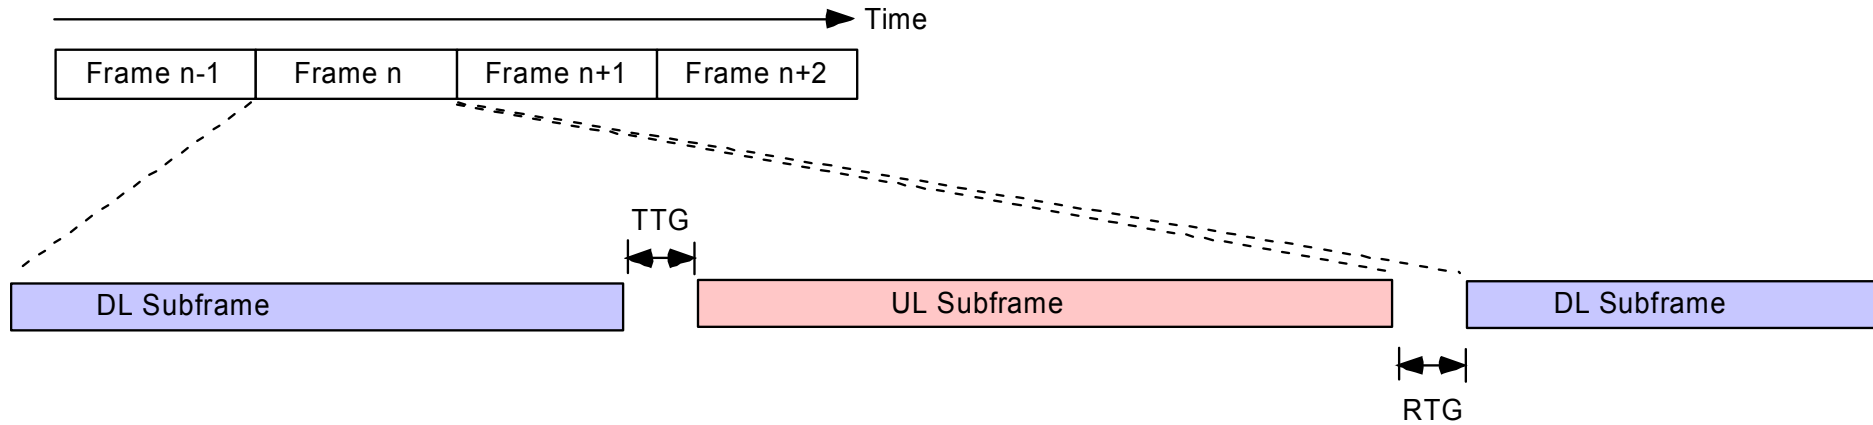 Time
Frame n-1
Frame n
Frame n+1
Frame n+2
TTG
DL Subframe
UL Subframe
DL Subframe
RTG